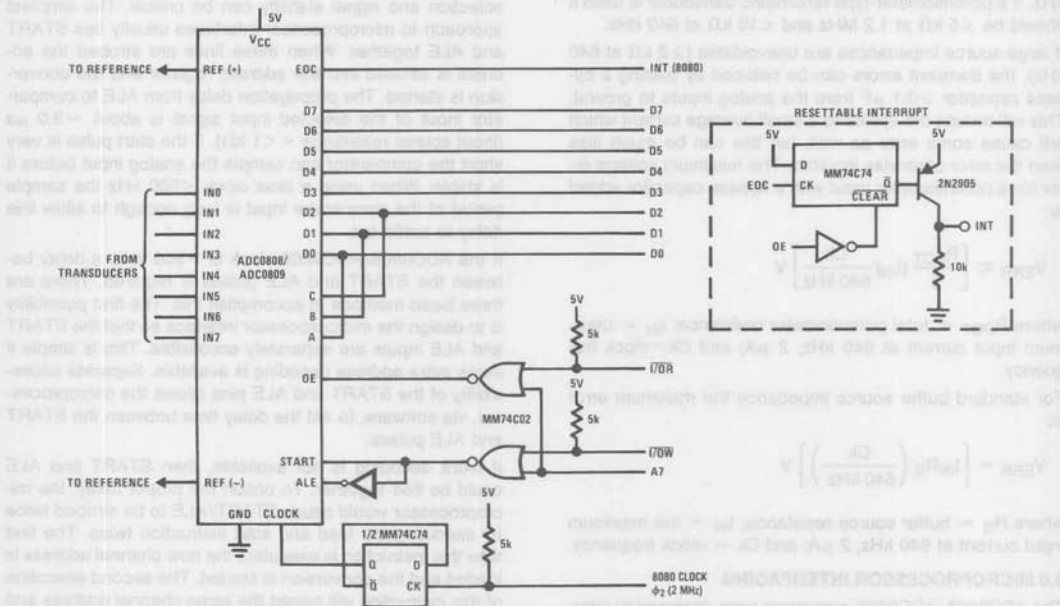 5V
VCC
TO REFERENCE
REF (+)
EOC
INT (8080)
D7
D7
D6
D6
D5
D5
D4
D4
D3
D3
D2
D2
D1
D1
D0
D0
IN0
IN1
IN2
IN3
IN4
IN5
IN6
IN7
FROM
TRANSDUCERS
ADC0808/
ADC0809
C
B
A
OE
START
ALE
TO REFERENCE
REF (−)
GND
CLOCK
1/2 MM74C74
Q
D
Q
CK
MM74C02
5V
5k
I/OR
5V
5k
I/OW
A7
5V
5k
8080 CLOCK
ϕ2 (2 MHz)
RESETTABLE INTERRUPT
5V
5V
D
MM74C74
EOC
CK
Q
CLEAR
2N2905
INT
OE
10k